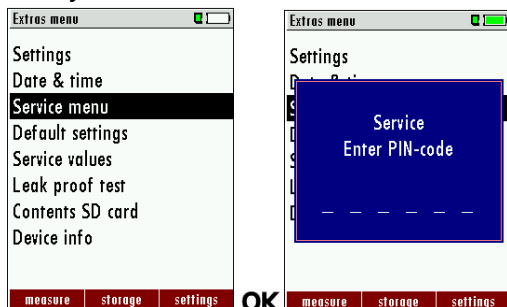 Extras menu
Settings
Date & time
Service menu
Default settings
Service values
Leak proof test
Contents SD card
Device info
measure storage settings
OK
Extras menu
Settings
Service
Enter PIN-code
_ _ _ _ _ _
measure storage settings